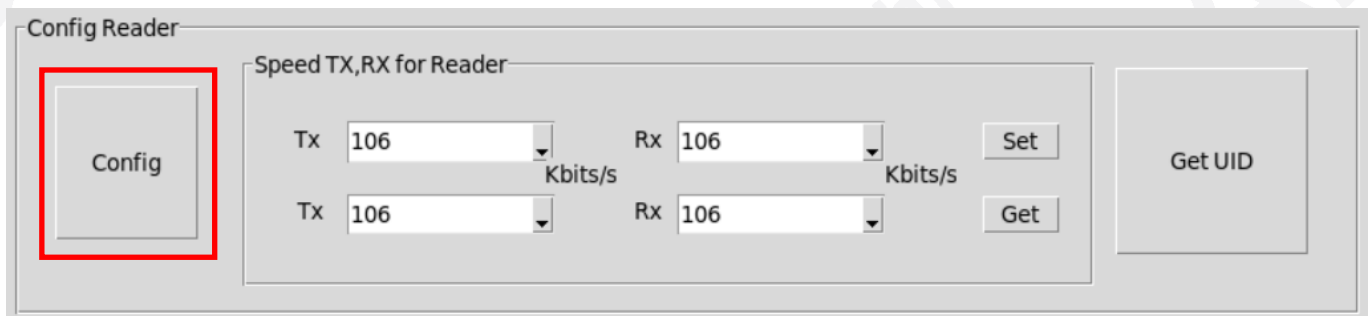 Config Reader
Speed TX,RX for Reader
Config
Tx 106 Kbits/s Rx 106 Kbits/s Set
Tx 106 Rx 106 Get
Get UID